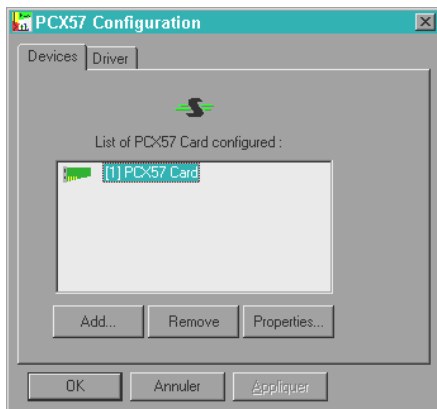 PCX57 Configuration
Devices Driver
List of PCX57 Card configured :
[1] PCX57 Card
Add... Remove Properties...
OK Annuler Appliquer